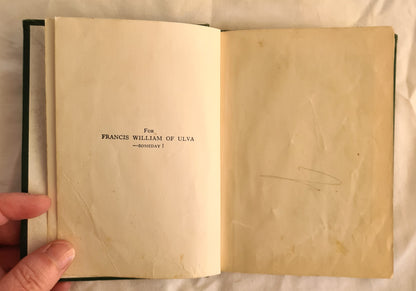 For
FRANCIS WILLIAM OF ULVA
—SOMEDAY !